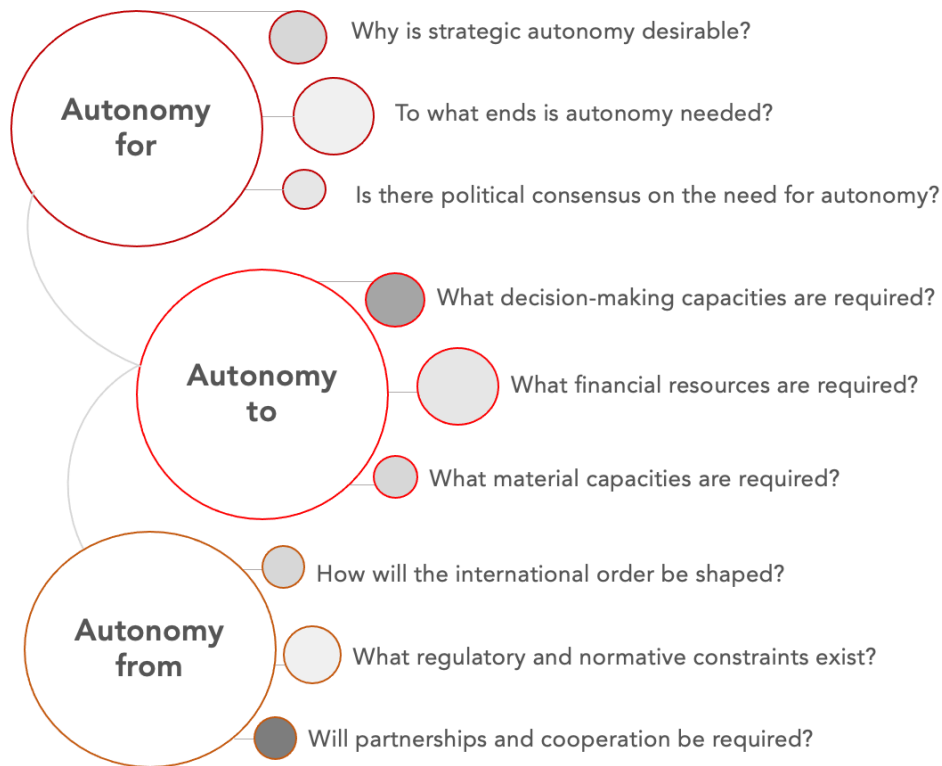 Autonomy
for
Why is strategic autonomy desirable?
To what ends is autonomy needed?
Is there political consensus on the need for autonomy?
Autonomy
to
What decision-making capacities are required?
What financial resources are required?
What material capacities are required?
Autonomy
from
How will the international order be shaped?
What regulatory and normative constraints exist?
Will partnerships and cooperation be required?